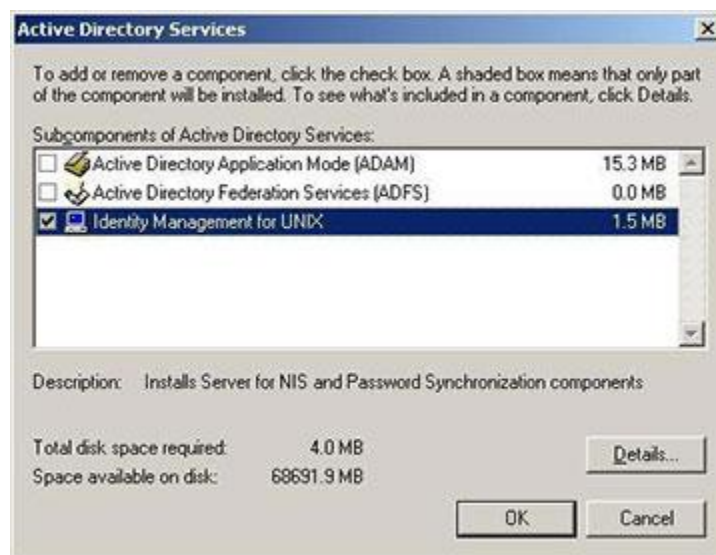 Active Directory Services
To add or remove a component, click the check box. A shaded box means that only part
of the component will be installed. To see what's included in a component, click Details.
Subcomponents of Active Directory Services:
Active Directory Application Mode (ADAM) 15.3 MB
Active Directory Federation Services (ADFS) 0.0 MB
Identity Management for UNIX 1.5 MB
Description: Installs Server for NIS and Password Synchronization components
Total disk space required: 4.0 MB
Space available on disk: 68691.9 MB
Details...
OK Cancel